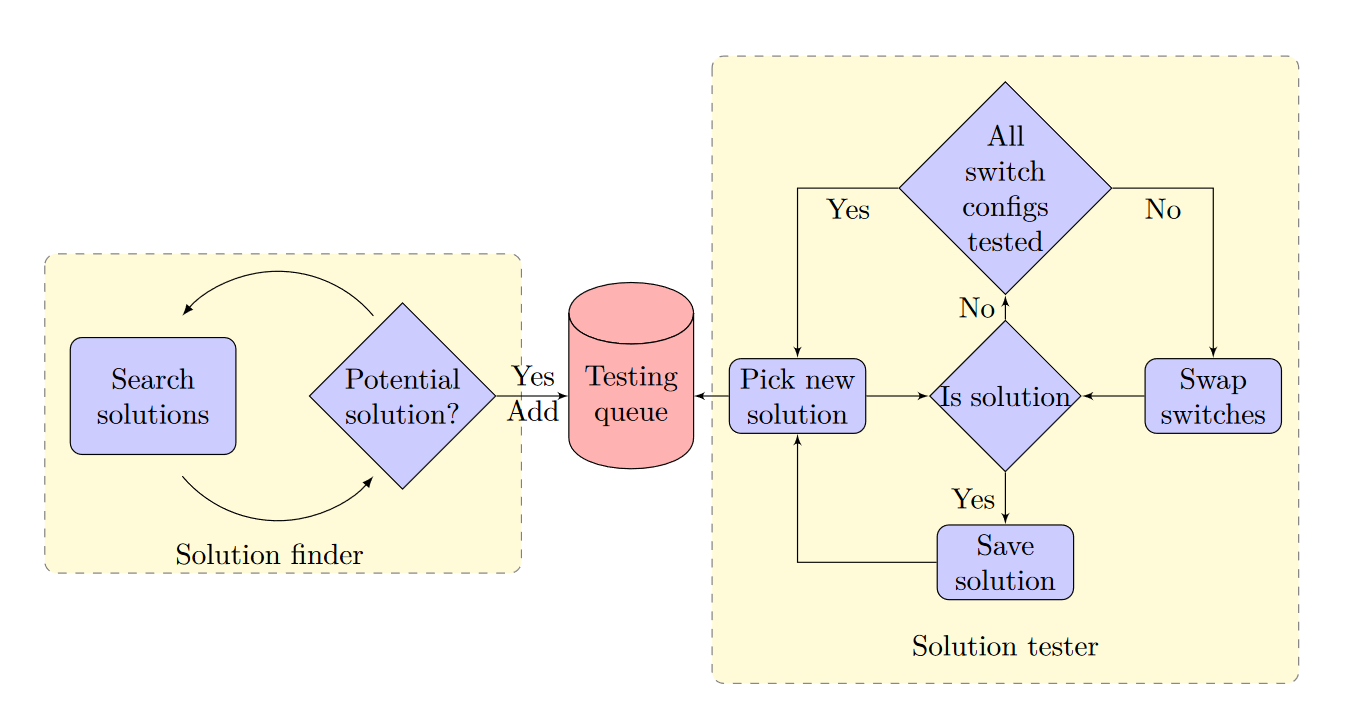 Search
solutions
Potential
solution?
Solution finder
Yes
Add
Testing
queue
All
switch
configs
tested
Yes
No
No
Pick new
solution
Is solution
Swap
switches
Yes
Save
solution
Solution tester